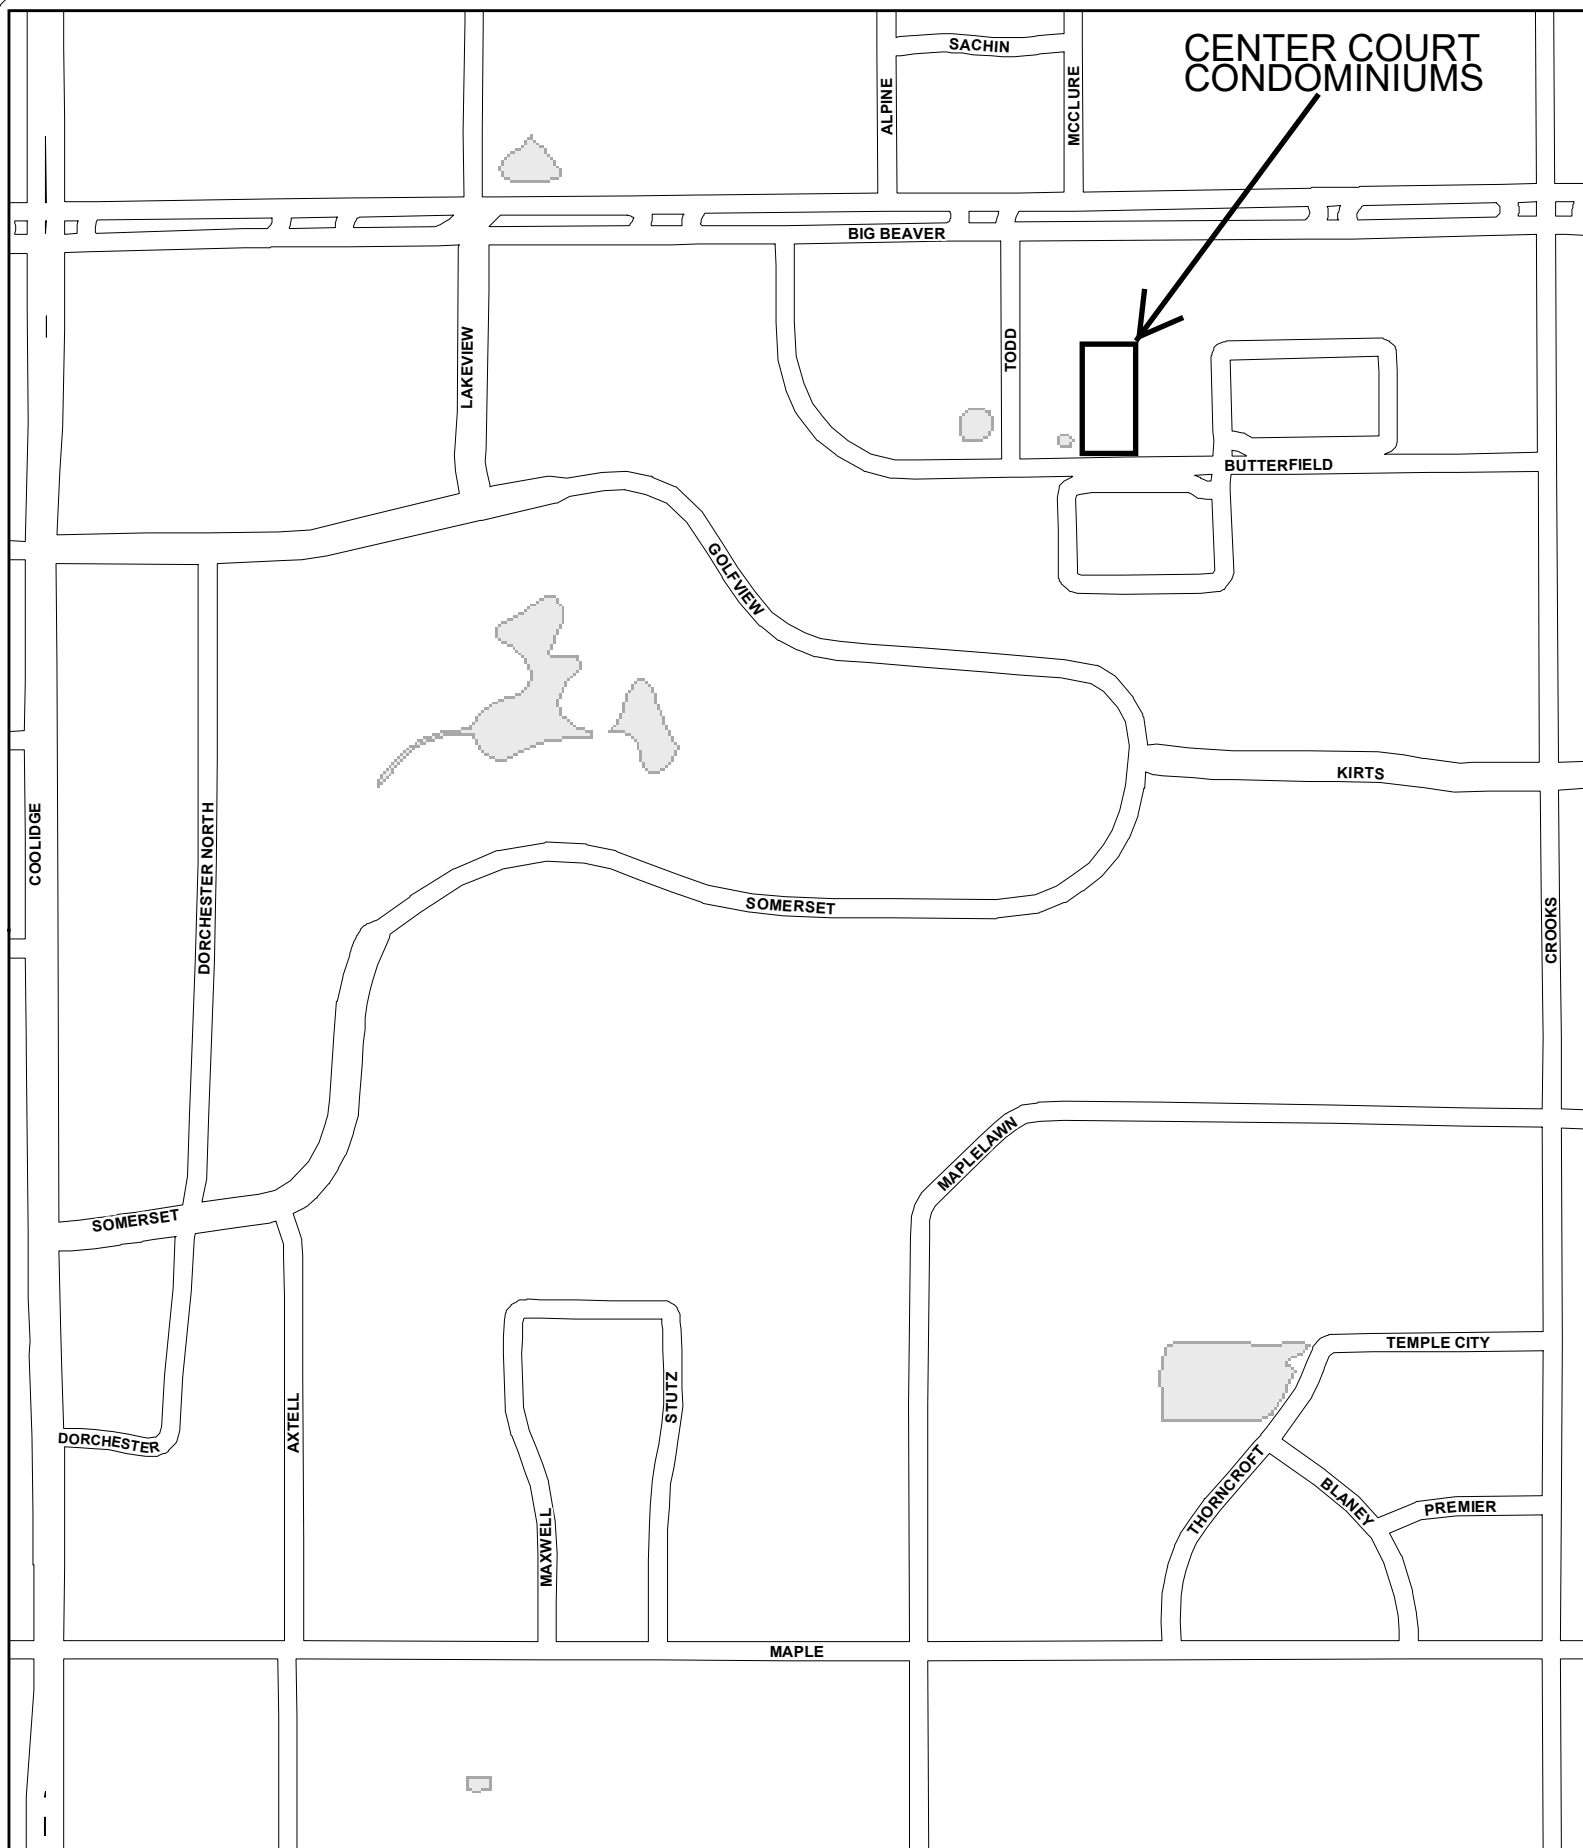 SACHIN
CENTER COURT
CONDOMINIUMS
ALPINE
MCCLURE
BIG BEAVER
LAKEVIEW
TODD
BUTTERFIELD
GOLFVIEW
KIRTS
COOLIDGE
DORCHESTER NORTH
SOMERSET
CROOKS
MAPLELAWN
SOMERSET
TEMPLE CITY
STUTZ
AXTELL
DORCHESTER
THORNCROFT
BLANEY
PREMIER
MAXWELL
MAPLE